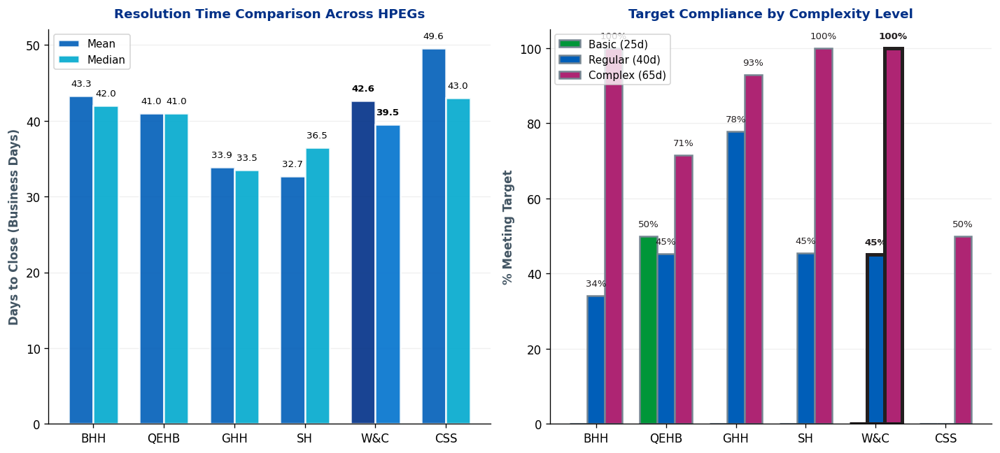 Resolution Time Comparison Across HPEGs
Mean
Median
Days to Close (Business Days)
50
40
30
20
10
0
43.3
42.0
41.0
41.0
33.9
33.5
32.7
36.5
42.6
39.5
49.6
43.0
BHH
QEHB
GHH
SH
W&C
CSS
Target Compliance by Complexity Level
Basic (25d)
Regular (40d)
Complex (65d)
% Meeting Target
100
80
60
40
20
0
34%
100%
50%
45%
71%
78%
93%
45%
100%
45%
100%
50%
BHH
QEHB
GHH
SH
W&C
CSS